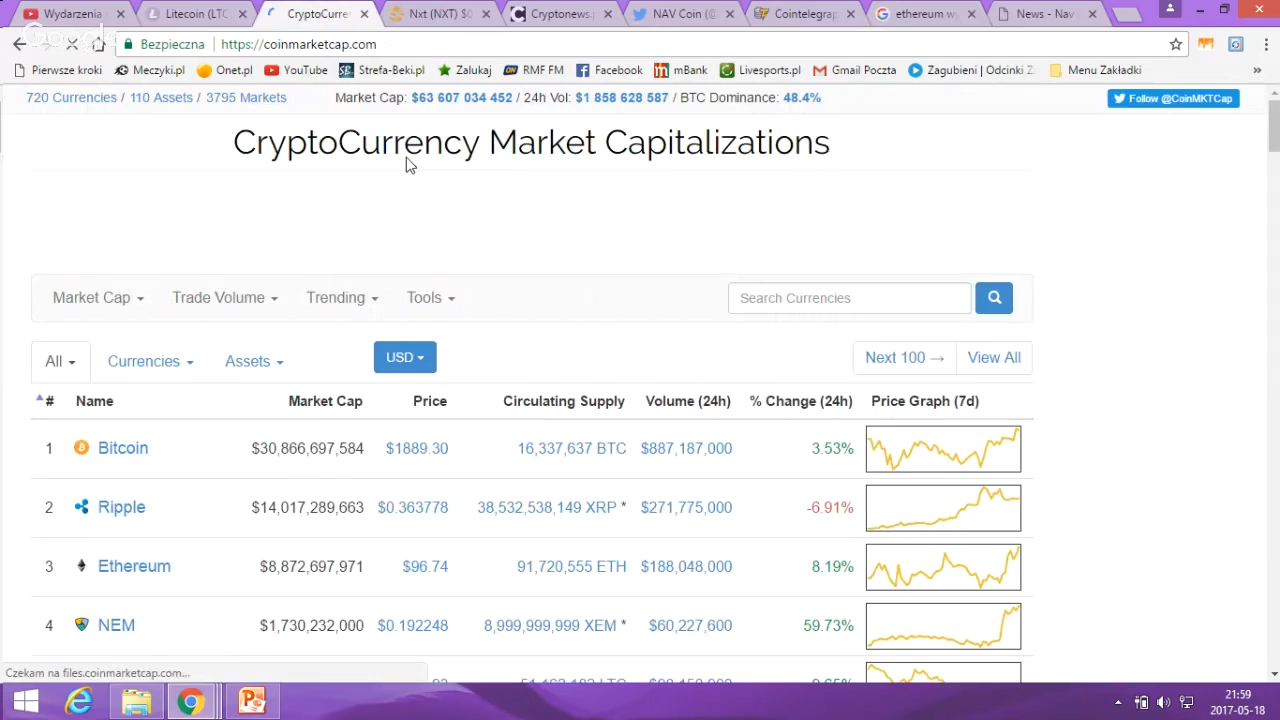 Wydarzenia
Litecoin (LTC
CryptoCurre
Nxt (NXT) $0
Cryptonews.p
NAV Coin (@
Cointelegrap
ethereum w
News - Nav
Bezpieczna https://coinmarketcap.com
Pierwsze kroki Meczyki.pl Onet.pl YouTube Strefa-Beki.pl Zalukaj RMF FM Facebook mBank Livesports.pl Gmail Poczta Zagubieni | Odcinki Menu Zakładki »
720 Currencies / 110 Assets / 3795 Markets Market Cap: $63 607 034 452 / 24h Vol: $1 858 628 587 / BTC Dominance: 48.4% Follow @CoinMKTCap
CryptoCurrency Market Capitalizations
Market Cap Trade Volume Trending Tools Search Currencies
All Currencies Assets USD Next 100 → View All
# Name Market Cap Price Circulating Supply Volume (24h) % Change (24h) Price Graph (7d)
1 Bitcoin $30,866,697,584 $1889.30 16,337,637 BTC $887,187,000 3.53%
2 Ripple $14,017,289,663 $0.363778 38,532,538,149 XRP * $271,775,000 -6.91%
3 Ethereum $8,872,697,971 $96.74 91,720,555 ETH $188,048,000 8.19%
4 NEM $1,730,232,000 $0.192248 8,999,999,999 XEM * $60,227,600 59.73%
Czekam na files.coinmarketcap.com...
21:59
2017-05-18